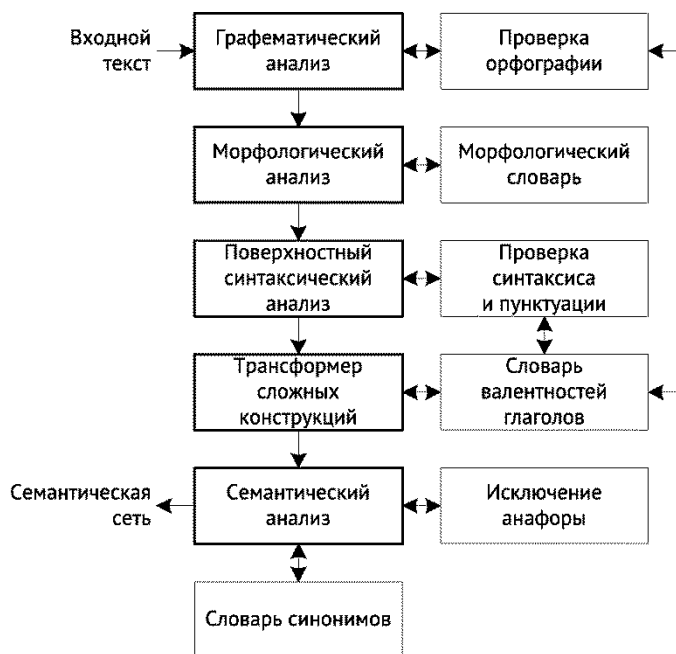 Входной
текст
Графематический
анализ
Проверка
орфографии
Морфологический
анализ
Морфологический
словарь
Поверхностный
синтаксический
анализ
Проверка
синтаксиса
и пунктуации
Трансформер
сложных
конструкций
Словарь
валентностей
глаголов
Семантическая
сеть
Семантический
анализ
Исключение
анафоры
Словарь синонимов